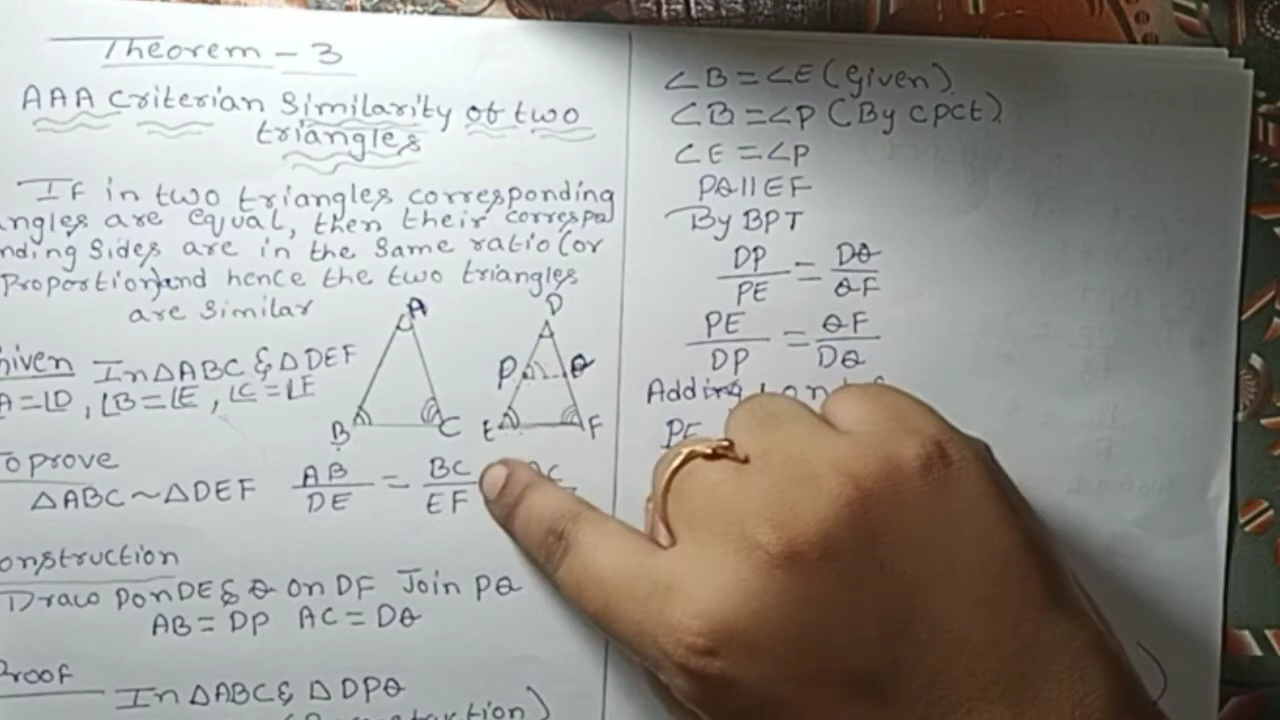 Theorem - 3
AAA Criterian Similarity of two
triangles
If in two triangles corresponding
ngles are equal, then their correspo
nding Sides are in the Same ratio (or
Proportion) and hence the two triangles
are Similar
A
D
P
Q
B
C
E
F
iven In △ABC & △DEF
A = ∠D, ∠B = ∠E, ∠C = ∠F
To prove
△ABC ~ △DEF AB/DE = BC/EF
onstruction
Draw P on DE & Q on DF Join PQ
AB = DP AC = DQ
Proof
In △ABC & △DPQ
∠B = ∠E (Given)
∠B = ∠P (By CPCt)
∠E = ∠P
PQ || EF
By BPT
DP/PE = DQ/QF
PE/DP = QF/DQ
Adding
PE